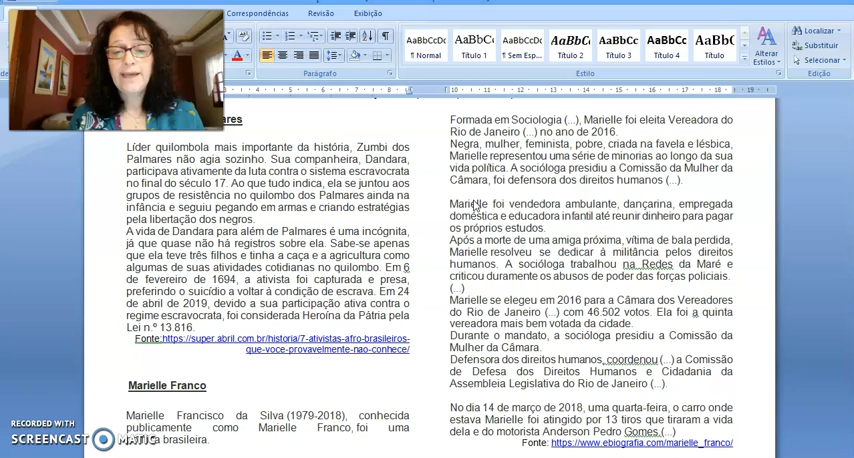 Correspondências Revisão Exibição
Localizar
Substituir
Selecionar
AaBbCcDc AaBbCc AaBbCcDc AaBbC AaBbCc AaBbCc AaBbC
¶ Normal Título 1 ¶ Sem Esp... Título 2 Título 3 Título 4 Título
Alterar
Estilos
Parágrafo Estilo Edição
ares
Líder quilombola mais importante da história, Zumbi dos
Palmares não agia sozinho. Sua companheira, Dandara,
participava ativamente da luta contra o sistema escravocrata
no final do século 17. Ao que tudo indica, ela se juntou aos
grupos de resistência no quilombo dos Palmares ainda na
infância e seguiu pegando em armas e criando estratégias
pela libertação dos negros.
A vida de Dandara para além de Palmares é uma incógnita,
já que quase não há registros sobre ela. Sabe-se apenas
que ela teve três filhos e tinha a caça e a agricultura como
algumas de suas atividades cotidianas no quilombo. Em 6
de fevereiro de 1694, a ativista foi capturada e presa,
preferindo o suicídio a voltar à condição de escrava. Em 24
de abril de 2019, devido a sua participação ativa contra o
regime escravocrata, foi considerada Heroína da Pátria pela
Lei n.º 13.816.
Fonte:https://super.abril.com.br/historia/7-ativistas-afro-brasileiros-
que-voce-provavelmente-nao-conhece/
Marielle Franco
Marielle Francisco da Silva (1979-2018), conhecida
publicamente como Marielle Franco, foi uma
brasileira.
Formada em Sociologia (...), Marielle foi eleita Vereadora do
Rio de Janeiro (...) no ano de 2016.
Negra, mulher, feminista, pobre, criada na favela e lésbica,
Marielle representou uma série de minorias ao longo da sua
vida política. A socióloga presidiu a Comissão da Mulher da
Câmara, foi defensora dos direitos humanos (...).
Marielle foi vendedora ambulante, dançarina, empregada
doméstica e educadora infantil até reunir dinheiro para pagar
os próprios estudos.
Após a morte de uma amiga próxima, vítima de bala perdida,
Marielle resolveu se dedicar à militância pelos direitos
humanos. A socióloga trabalhou na Redes da Maré e
criticou duramente os abusos de poder das forças policiais.
(...)
Marielle se elegeu em 2016 para a Câmara dos Vereadores
do Rio de Janeiro (...) com 46.502 votos. Ela foi a quinta
vereadora mais bem votada da cidade.
Durante o mandato, a socióloga presidiu a Comissão da
Mulher da Câmara.
Defensora dos direitos humanos, coordenou (...) a Comissão
de Defesa dos Direitos Humanos e Cidadania da
Assembleia Legislativa do Rio de Janeiro (...).
No dia 14 de março de 2018, uma quarta-feira, o carro onde
estava Marielle foi atingido por 13 tiros que tiraram a vida
dela e do motorista Anderson Pedro Gomes.(...)
Fonte: https://www.ebiografia.com/marielle_franco/
RECORDED WITH
SCREENCAST MATIC